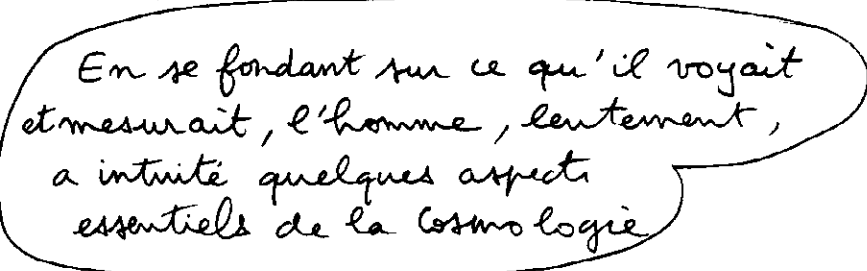 En se fondant sur ce qu'il voyait
et mesurait, l'homme, lentement,
a intuité quelques aspects
essentiels de la Cosmologie